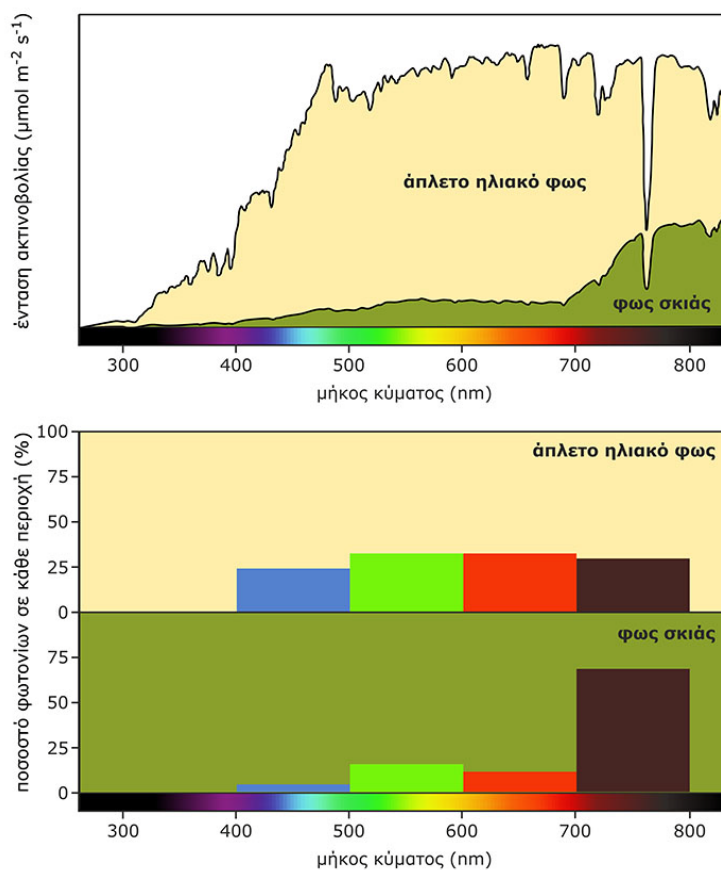 ένταση ακτινοβολίας (μmol m⁻² s⁻¹)
άπλετο ηλιακό φως
φως σκιάς
300 400 500 600 700 800
μήκος κύματος (nm)
ποσοστό φωτονίων σε κάθε περιοχή (%)
100
άπλετο ηλιακό φως
75
50
25
0
φως σκιάς
75
50
25
0
300 400 500 600 700 800
μήκος κύματος (nm)